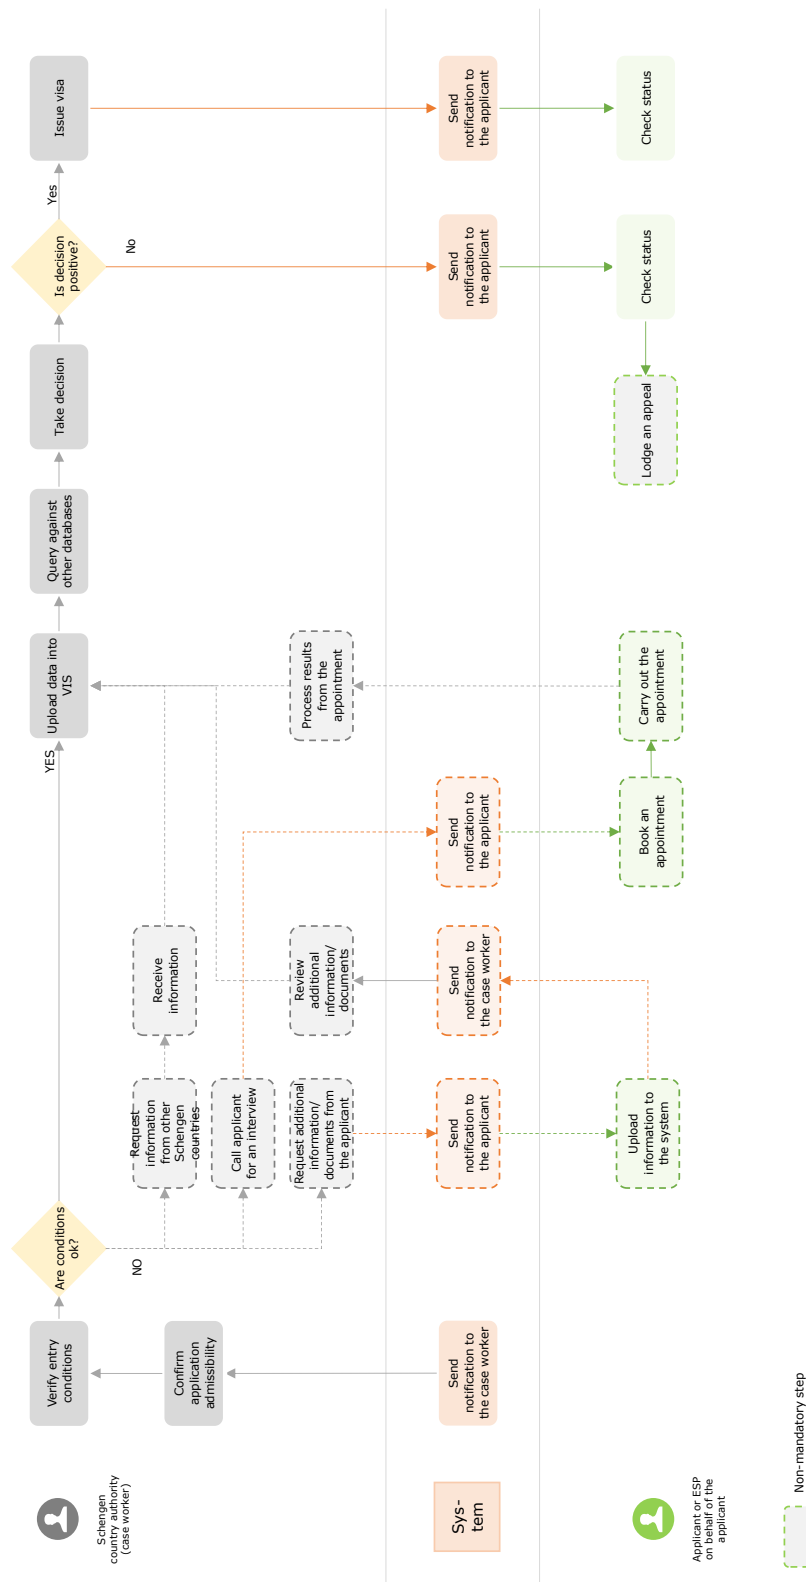 Schengen
country authority
(case worker)
Verify entry
conditions
Confirm
application
admissibility
Are conditions
ok?
YES
NO
Request
information
from other
Schengen
countries
Call applicant
for an interview
Request additional
information/
documents from
the applicant
Receive
information
Review
additional
information/
documents
Process results
from the
appointment
Upload data into
VIS
Query against
other databases
Take decision
Is decision
positive?
Yes
No
Issue visa
Sys-
tem
Send
notification to
the case worker
Send
notification to
the applicant
Send
notification to
the case worker
Send
notification to
the applicant
Send
notification to
the applicant
Send
notification to
the applicant
Applicant or ESP
on behalf of the
applicant
Upload
information to
the system
Book an
appointment
Carry out the
appointment
Lodge an appeal
Check status
Check status
Non-mandatory step